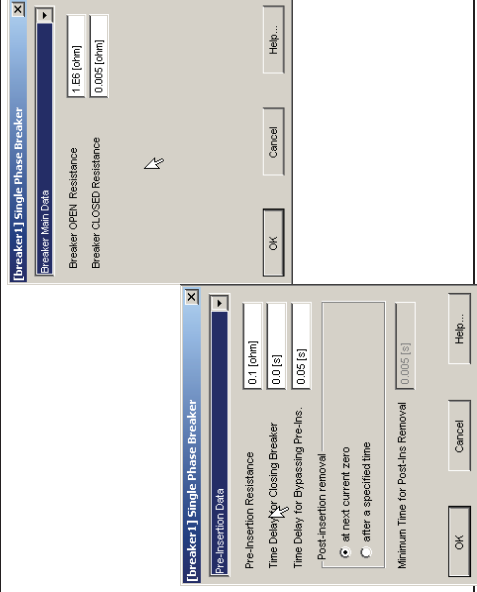 [breaker1] Single Phase Breaker
Breaker Main Data
Breaker OPEN Resistance
1.E6 [ohm]
Breaker CLOSED Resistance
0.005 [ohm]
OK
Cancel
Help...
[breaker1] Single Phase Breaker
Pre-Insertion Data
Pre-Insertion Resistance
0.1 [ohm]
Time Delay for Closing Breaker
0.0 [s]
Time Delay for Bypassing Pre-Ins.
0.05 [s]
Post-insertion removal
at next current zero
after a specified time
Minimum Time for Post-Ins Removal
0.005 [s]
OK
Cancel
Help...